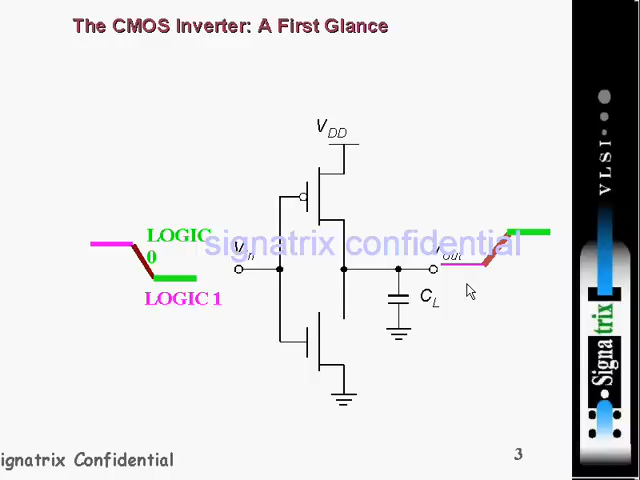 The CMOS Inverter: A First Glance
VDD
LOGIC
0
LOGIC 1
signatrix confidential
Vin
Vout
CL
VLSI
Signatrix
ignatrix Confidential
3